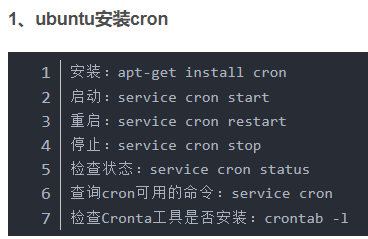 1、ubuntu安装cron
1 安装：apt-get install cron
2 启动：service cron start
3 重启：service cron restart
4 停止：service cron stop
5 检查状态：service cron status
6 查询cron可用的命令：service cron
7 检查Cronta工具是否安装：crontab -l